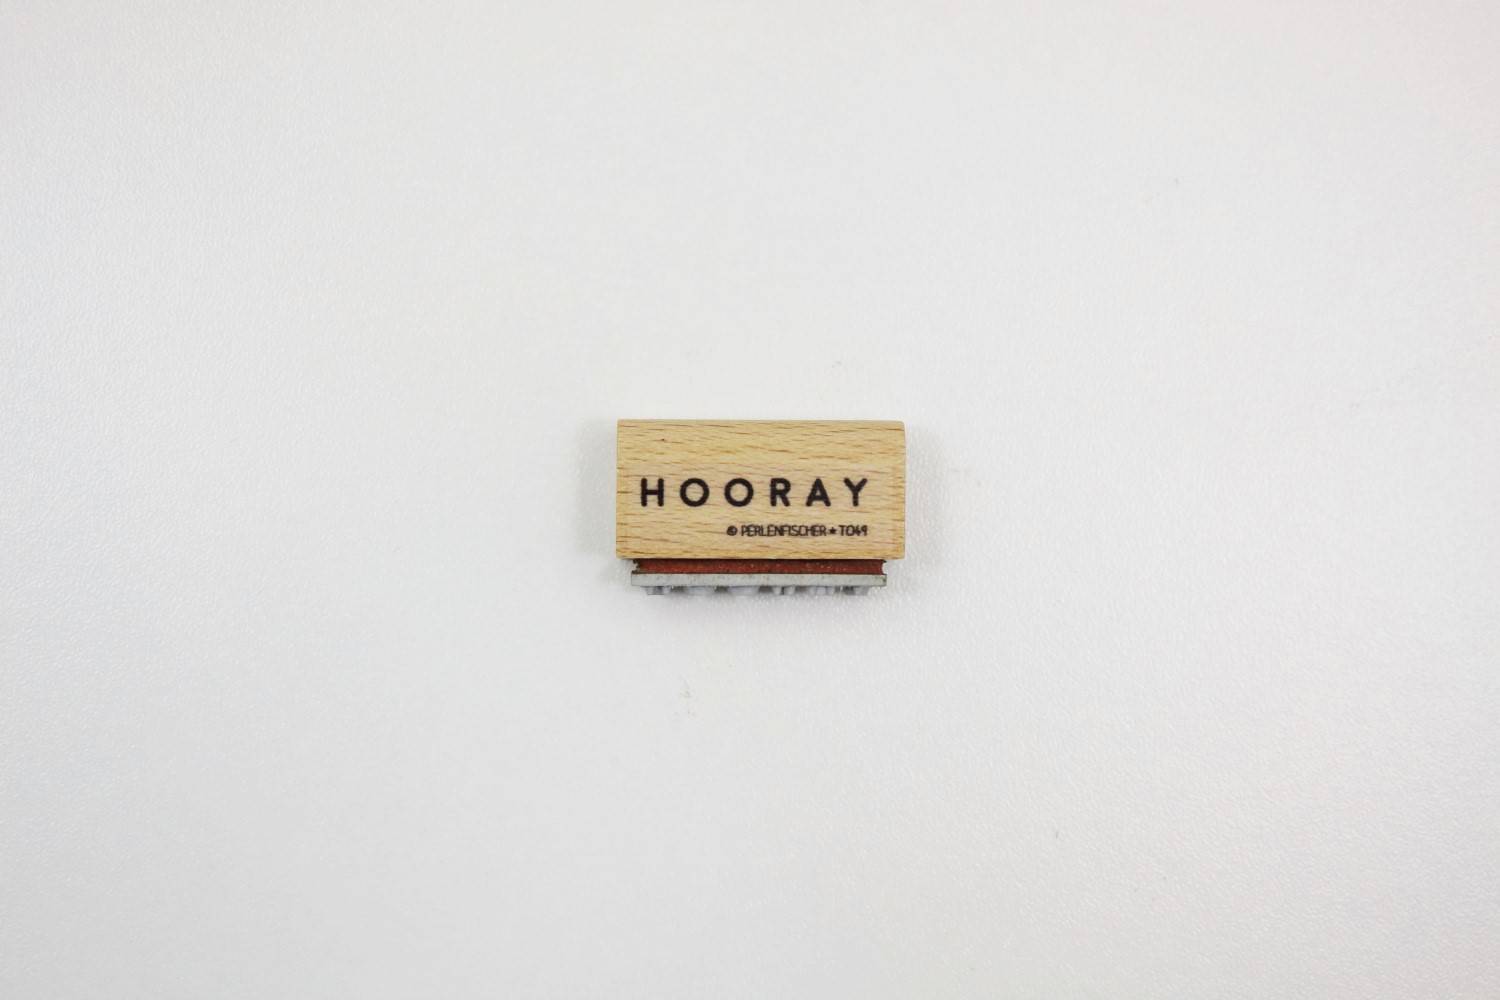 HOORAY
© PERLENFISCHER ★ T049